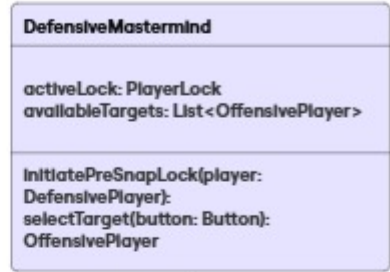 DefensiveMastermind
activeLock: PlayerLock
availableTargets: List<OffensivePlayer>
initiatePreSnapLock(player:
DefensivePlayer):
selectTarget(button: Button):
OffensivePlayer